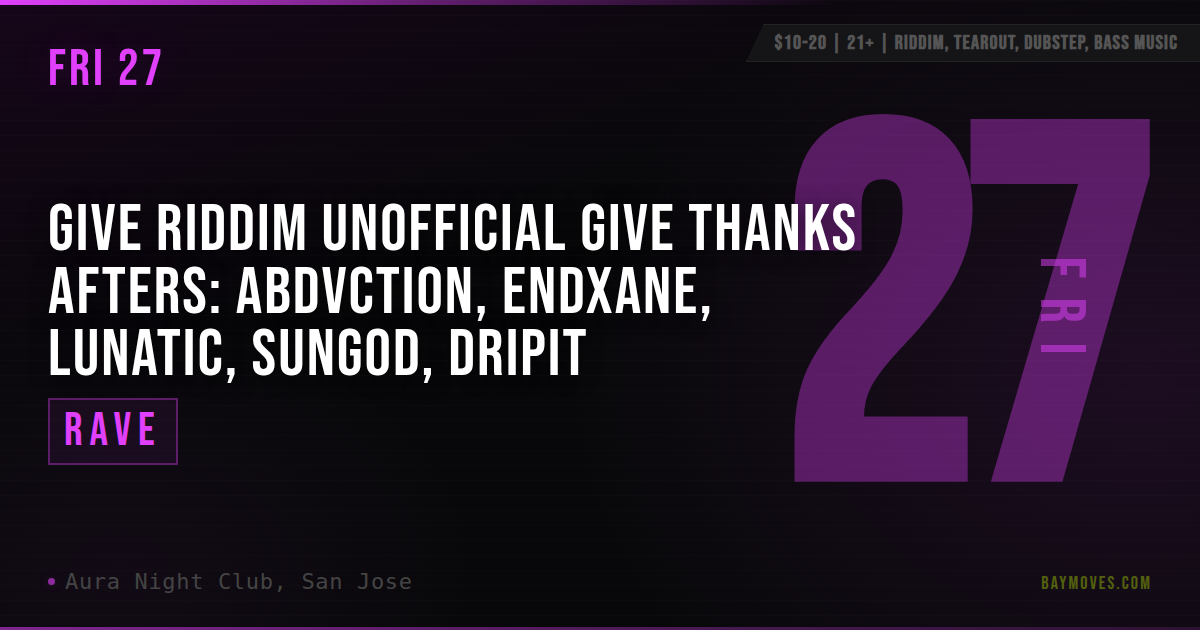 FRI 27
$10-20 | 21+ | RIDDIM, TEAROUT, DUBSTEP, BASS MUSIC
27
FRI
GIVE RIDDIM UNOFFICIAL GIVE THANKS
AFTERS: ABDVCTION, ENDXANE,
LUNATIC, SUNGOD, DRIPIT
RAVE
Aura Night Club, San Jose
BAYMOVES.COM